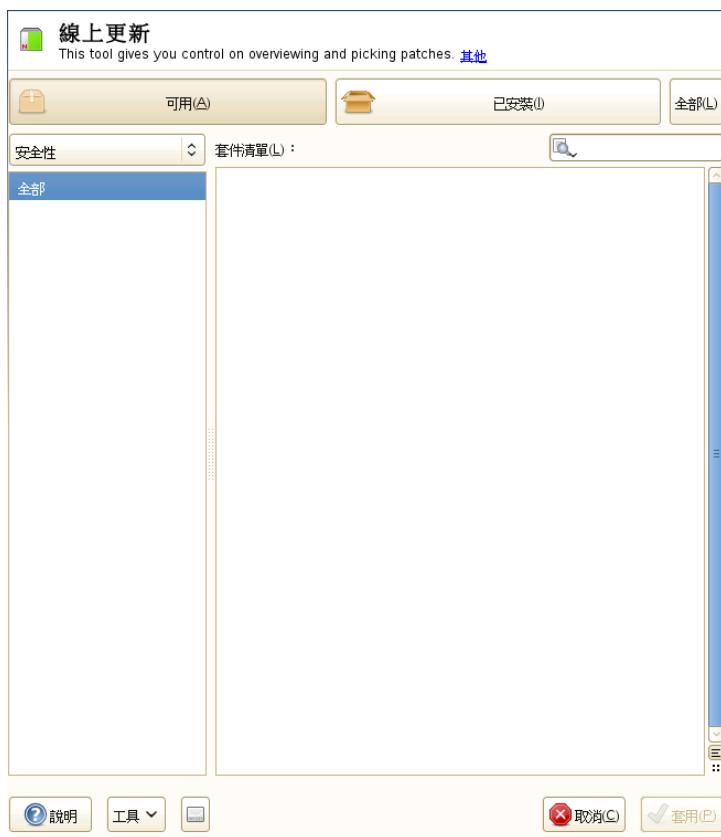 線上更新
This tool gives you control on overviewing and picking patches. 其他
可用(A) 已安裝(I) 全部(L)
安全性 套件清單(L)：
全部
說明 工具 取消(C) 套用(P)